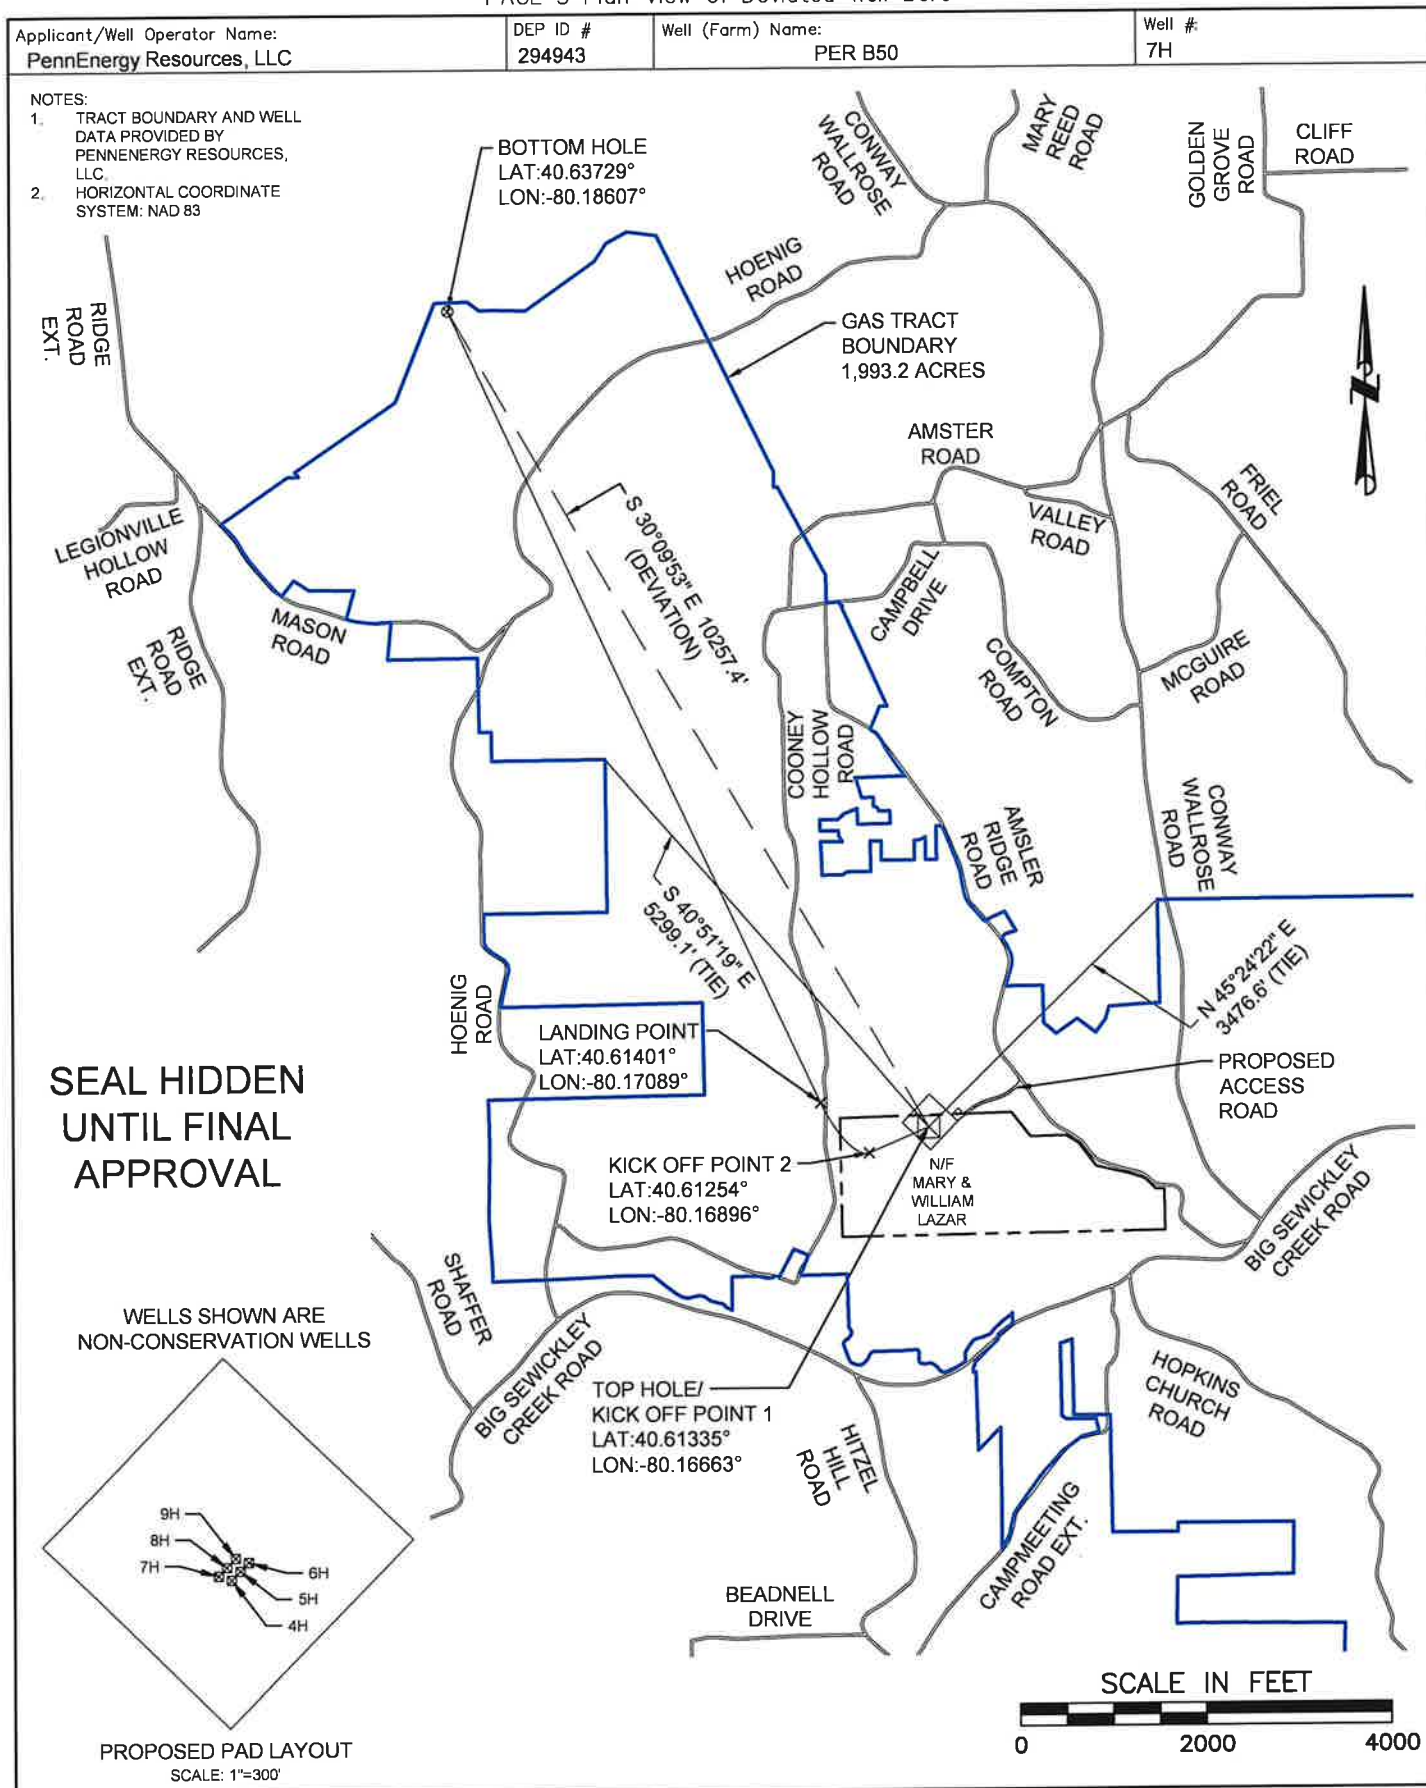 Applicant/Well Operator Name:
PennEnergy Resources, LLC
DEP ID #
294943
Well (Farm) Name:
PER B50
Well #:
7H
NOTES:
1. TRACT BOUNDARY AND WELL
DATA PROVIDED BY
PENNENERGY RESOURCES,
LLC.
2. HORIZONTAL COORDINATE
SYSTEM: NAD 83
BOTTOM HOLE
LAT:40.63729°
LON:-80.18607°
CONWAY
WALLROSE
ROAD
MARY
REED
ROAD
GOLDEN
GROVE
ROAD
CLIFF
ROAD
HOENIG
ROAD
RIDGE
ROAD
EXT.
GAS TRACT
BOUNDARY
1,993.2 ACRES
Z
AMSTER
ROAD
FRIEL
ROAD
VALLEY
ROAD
LEGIONVILLE
HOLLOW
ROAD
S 30°09'53" E 10257.4'
(DEVIATION)
CAMPBELL
DRIVE
MASON
ROAD
RIDGE
ROAD
EXT.
COMPTON
ROAD
MCGUIRE
ROAD
COONEY
HOLLOW
ROAD
CONWAY
WALLROSE
ROAD
AMSLER
RIDGE
ROAD
S 40°51'19" E
5299.1' (TIE)
N 45°24'22" E
3476.6' (TIE)
HOENIG
ROAD
LANDING POINT
LAT:40.61401°
LON:-80.17089°
PROPOSED
ACCESS
ROAD
SEAL HIDDEN
UNTIL FINAL
APPROVAL
KICK OFF POINT 2
LAT:40.61254°
LON:-80.16896°
N/F
MARY &
WILLIAM
LAZAR
BIG SEWICKLEY
CREEK ROAD
SHAFFER
ROAD
WELLS SHOWN ARE
NON-CONSERVATION WELLS
BIG SEWICKLEY
CREEK ROAD
TOP HOLE/
KICK OFF POINT 1
LAT:40.61335°
LON:-80.16663°
HITZEL
HILL
ROAD
HOPKINS
CHURCH
ROAD
CAMPMEETING
ROAD EXT.
9H
8H
7H
6H
5H
4H
BEADNELL
DRIVE
SCALE IN FEET
0 2000 4000
PROPOSED PAD LAYOUT
SCALE: 1"=300'